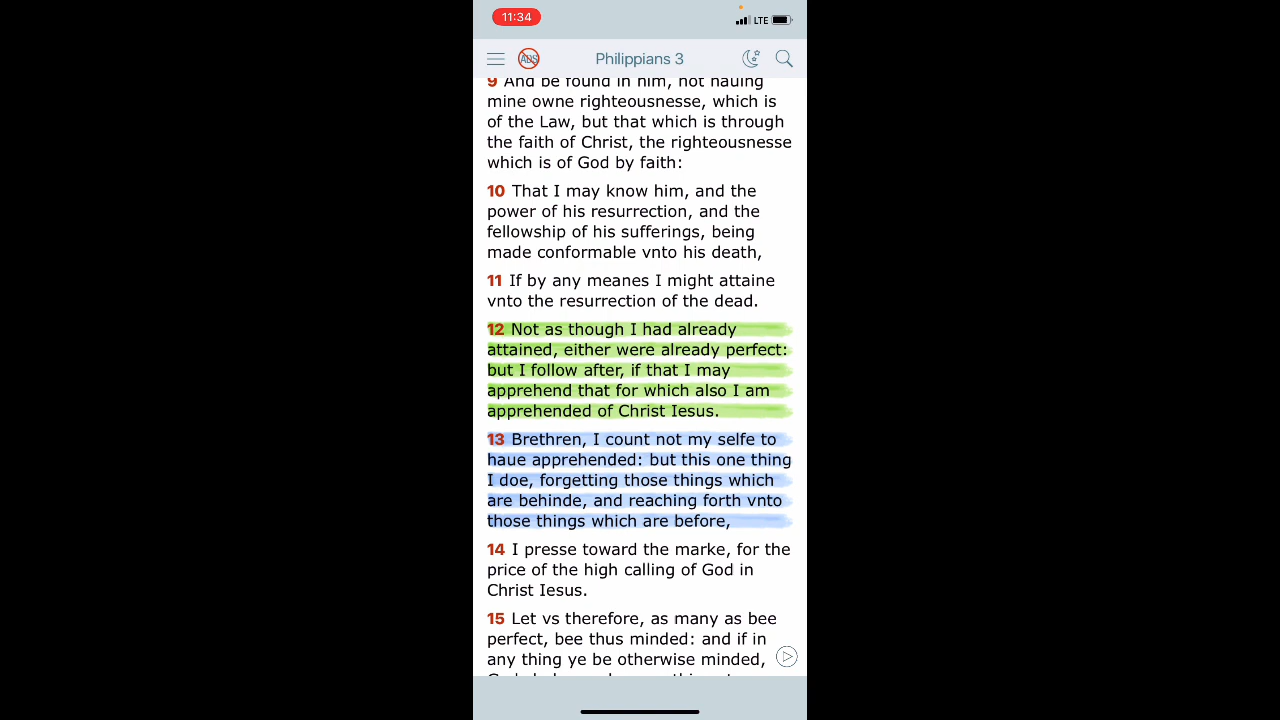 11:34
LTE
ADS
Philippians 3
9 And be found in him, not hauing
mine owne righteousnesse, which is
of the Law, but that which is through
the faith of Christ, the righteousnesse
which is of God by faith:
10 That I may know him, and the
power of his resurrection, and the
fellowship of his sufferings, being
made conformable vnto his death,
11 If by any meanes I might attaine
vnto the resurrection of the dead.
12 Not as though I had already
attained, either were already perfect:
but I follow after, if that I may
apprehend that for which also I am
apprehended of Christ Iesus.
13 Brethren, I count not my selfe to
haue apprehended: but this one thing
I doe, forgetting those things which
are behinde, and reaching forth vnto
those things which are before,
14 I presse toward the marke, for the
price of the high calling of God in
Christ Iesus.
15 Let vs therefore, as many as bee
perfect, bee thus minded: and if in
any thing ye be otherwise minded,